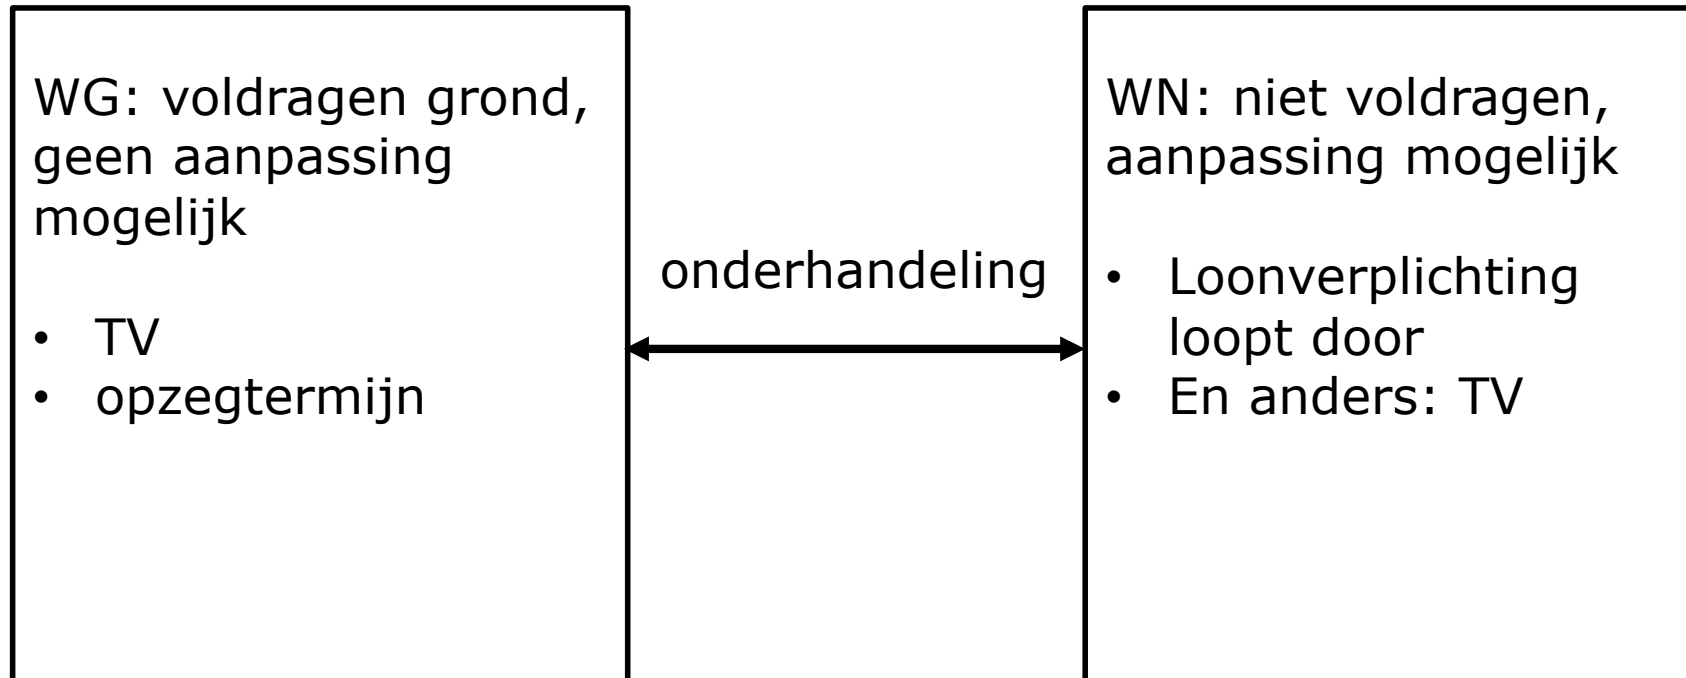 WG: voldragen grond,
geen aanpassing
mogelijk
• TV
• opzegtermijn
onderhandeling
WN: niet voldragen,
aanpassing mogelijk
• Loonverplichting
loopt door
• En anders: TV